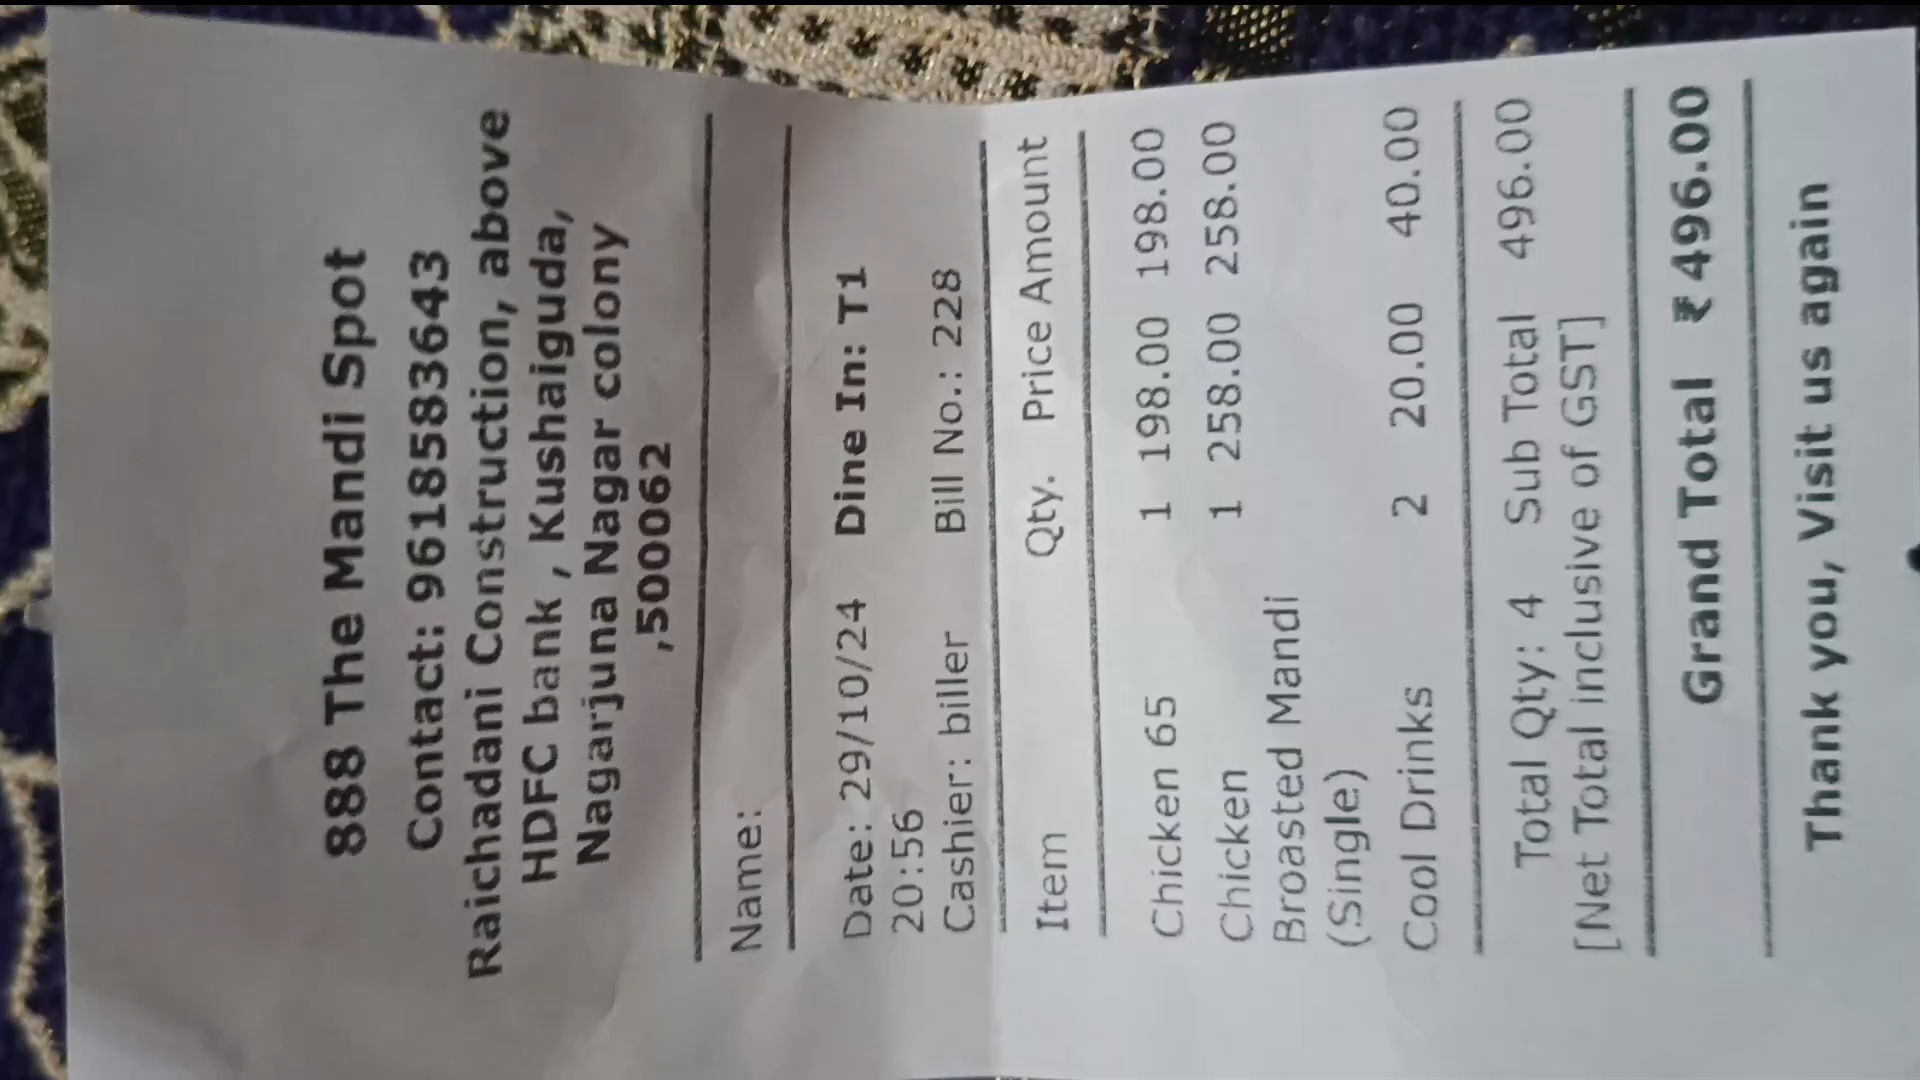 888 The Mandi Spot
Contact: 9618583643
Raichadani Construction, above
HDFC bank , Kushaiguda,
Nagarjuna Nagar colony
,500062
Name:
Date: 29/10/24 Dine In: T1
20:56
Cashier: biller Bill No.: 228
Item Qty. Price Amount
Chicken 65 1 198.00 198.00
Chicken 1 258.00 258.00
Broasted Mandi
(Single)
Cool Drinks 2 20.00 40.00
Total Qty: 4 Sub Total 496.00
[Net Total inclusive of GST]
Grand Total ₹ 496.00
Thank you, Visit us again